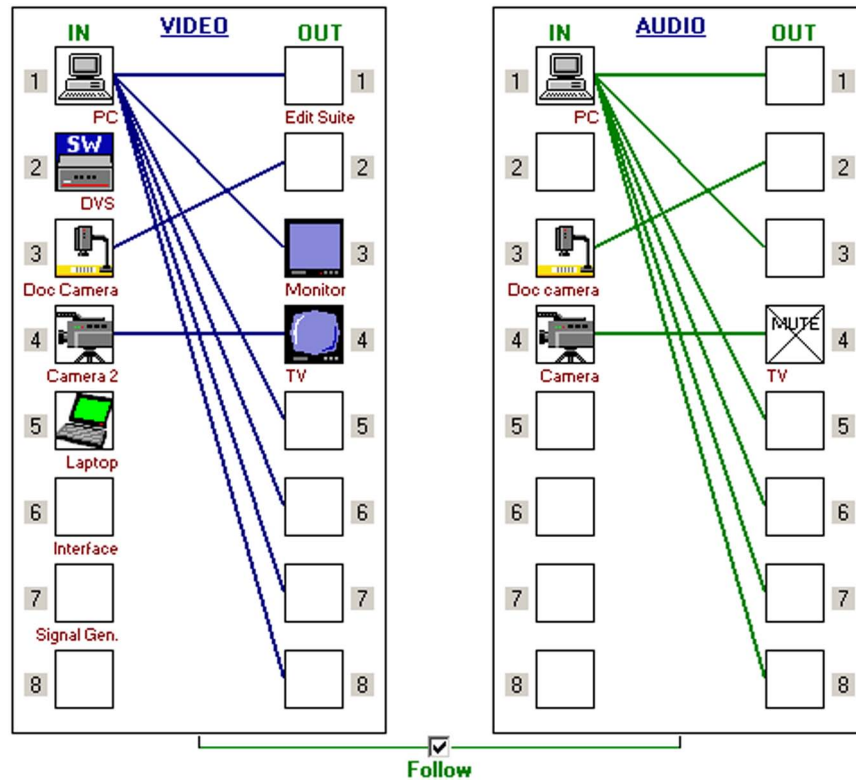 IN VIDEO OUT
1 1
PC Edit Suite
SW
2 2
DVS
3 3
Doc Camera Monitor
4 4
Camera 2 TV
5 5
Laptop
6 6
Interface
7 7
Signal Gen.
8 8
IN AUDIO OUT
1 1
PC
2 2
3 3
Doc camera
MUTE
4 4
Camera TV
5 5
6 6
7 7
8 8
Follow